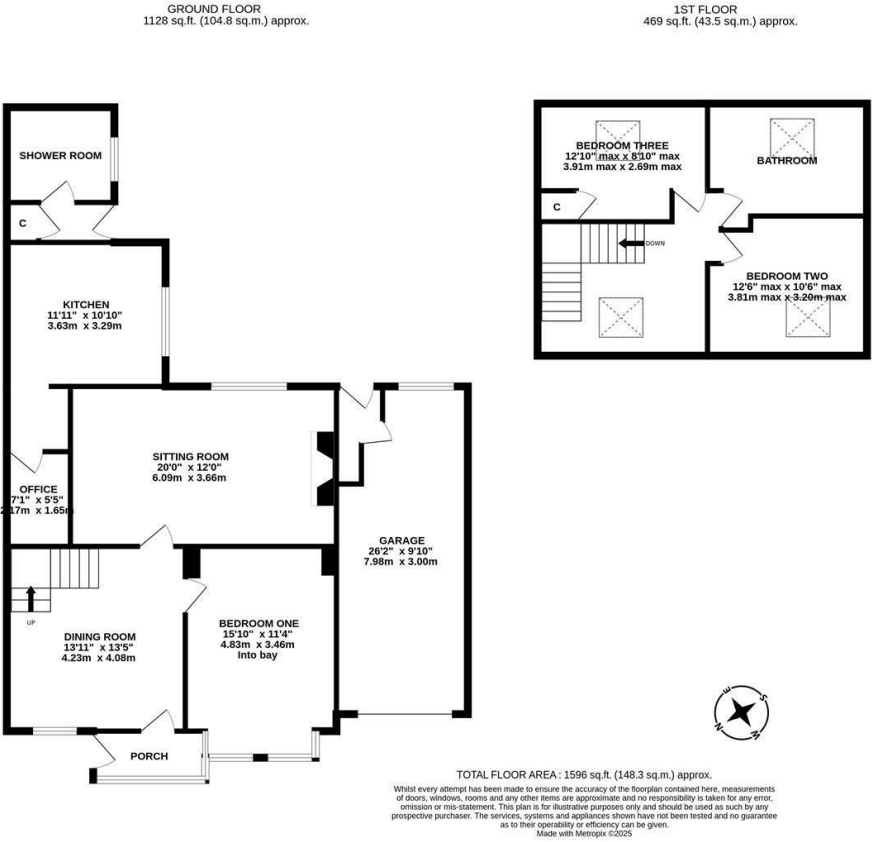 GROUND FLOOR
1128 sq.ft. (104.8 sq.m.) approx.
1ST FLOOR
469 sq.ft. (43.5 sq.m.) approx.
SHOWER ROOM
C
KITCHEN
11'11" x 10'10"
3.63m x 3.29m
SITTING ROOM
20'0" x 12'0"
6.09m x 3.66m
OFFICE
7'1" x 5'5"
2.17m x 1.65m
GARAGE
26'2" x 9'10"
7.98m x 3.00m
UP
DINING ROOM
13'11" x 13'5"
4.23m x 4.08m
BEDROOM ONE
15'10" x 11'4"
4.83m x 3.46m
Into bay
PORCH
BEDROOM THREE
12'10" max x 8'10" max
3.91m max x 2.69m max
BATHROOM
C
DOWN
BEDROOM TWO
12'6" max x 10'6" max
3.81m max x 3.20m max
E
S
N
W
TOTAL FLOOR AREA : 1596 sq.ft. (148.3 sq.m.) approx.
Whilst every attempt has been made to ensure the accuracy of the floorplan contained here, measurements
of doors, windows, rooms and any other items are approximate and no responsibility is taken for any error,
omission or mis-statement. This plan is for illustrative purposes only and should be used as such by any
prospective purchaser. The services, systems and appliances shown have not been tested and no guarantee
as to their operability or efficiency can be given.
Made with Metropix ©2025